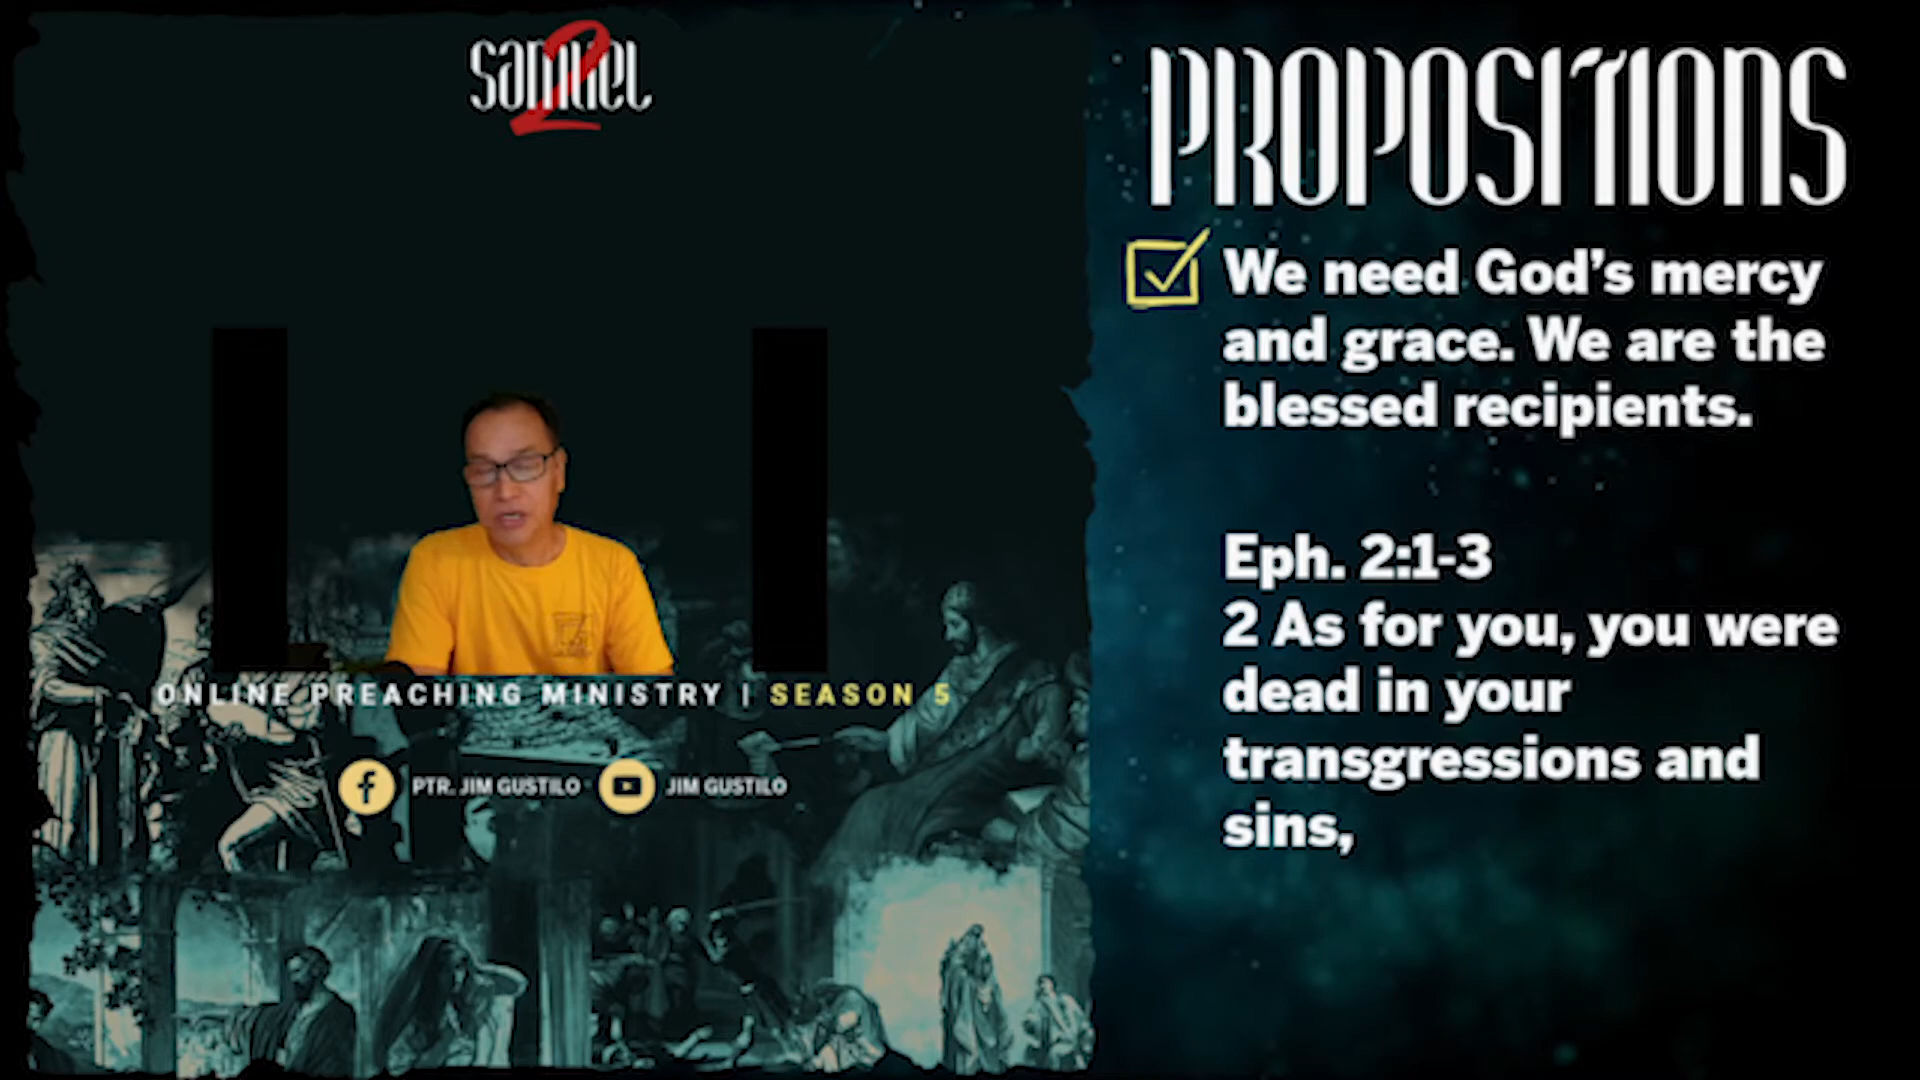 Samuel
2
ONLINE PREACHING MINISTRY | SEASON 5
PTR. JIM GUSTILO
JIM GUSTILO
PROPOSITIONS
We need God's mercy
and grace. We are the
blessed recipients.
Eph. 2:1-3
2 As for you, you were
dead in your
transgressions and
sins,